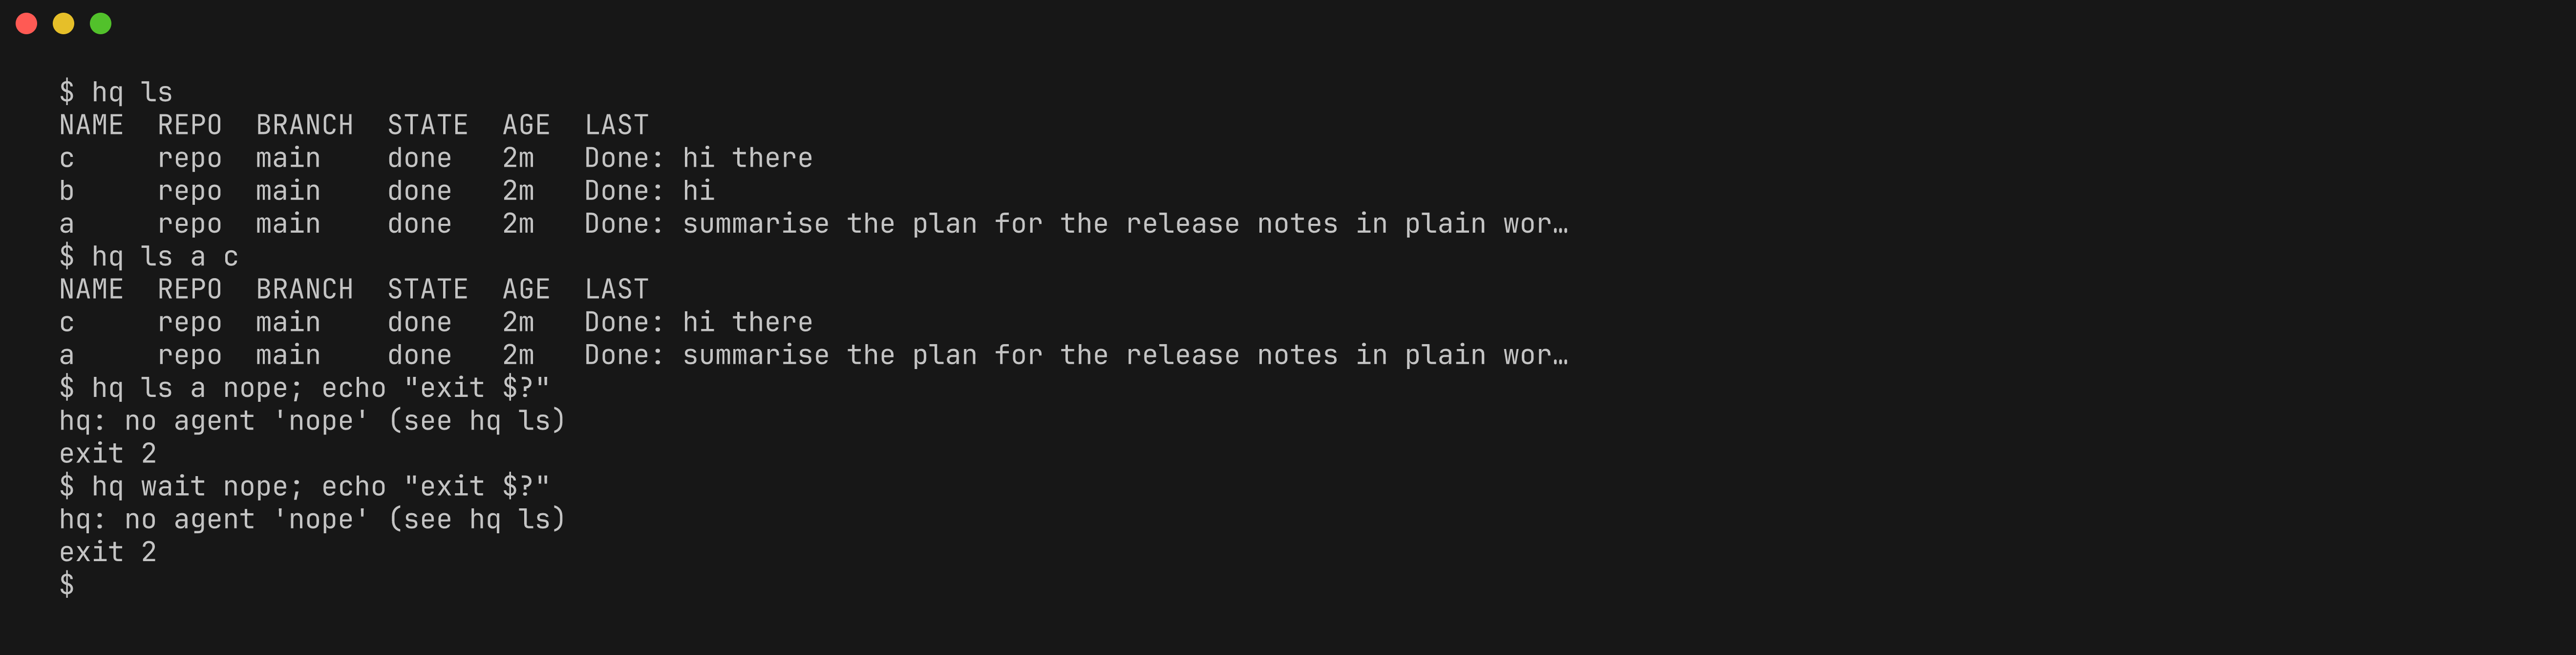 $ hq ls
NAME  REPO  BRANCH  STATE  AGE  LAST
c     repo  main    done   2m   Done: hi there
b     repo  main    done   2m   Done: hi
a     repo  main    done   2m   Done: summarise the plan for the release notes in plain wor…
$ hq ls a c
NAME  REPO  BRANCH  STATE  AGE  LAST
c     repo  main    done   2m   Done: hi there
a     repo  main    done   2m   Done: summarise the plan for the release notes in plain wor…
$ hq ls a nope; echo "exit $?"
hq: no agent 'nope' (see hq ls)
exit 2
$ hq wait nope; echo "exit $?"
hq: no agent 'nope' (see hq ls)
exit 2
$